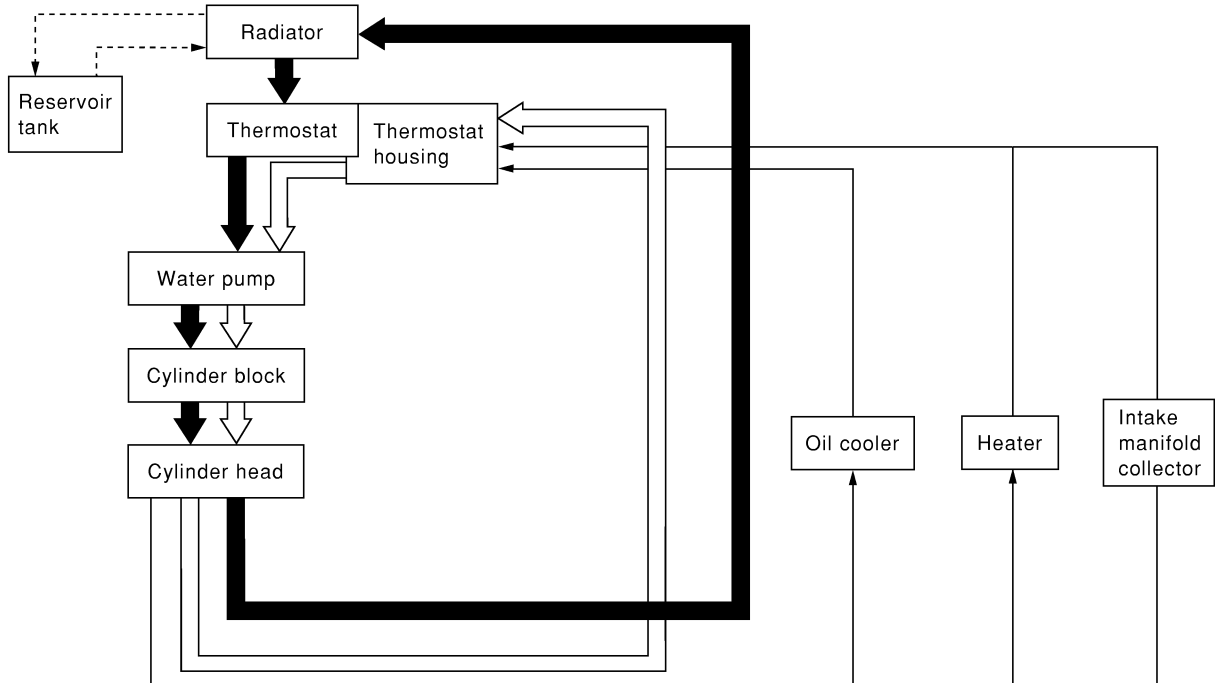 Radiator
Reservoir
tank
Thermostat
Thermostat
housing
Water pump
Cylinder block
Cylinder head
Oil cooler
Heater
Intake
manifold
collector